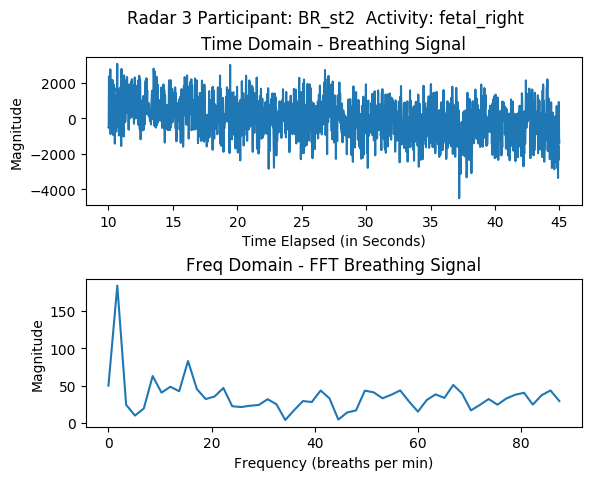 Radar 3 Participant: BR_st2  Activity: fetal_right
Time Domain - Breathing Signal
Magnitude
2000
0
−2000
−4000
10 15 20 25 30 35 40 45
Time Elapsed (in Seconds)
Freq Domain - FFT Breathing Signal
Magnitude
150
100
50
0
0 20 40 60 80
Frequency (breaths per min)